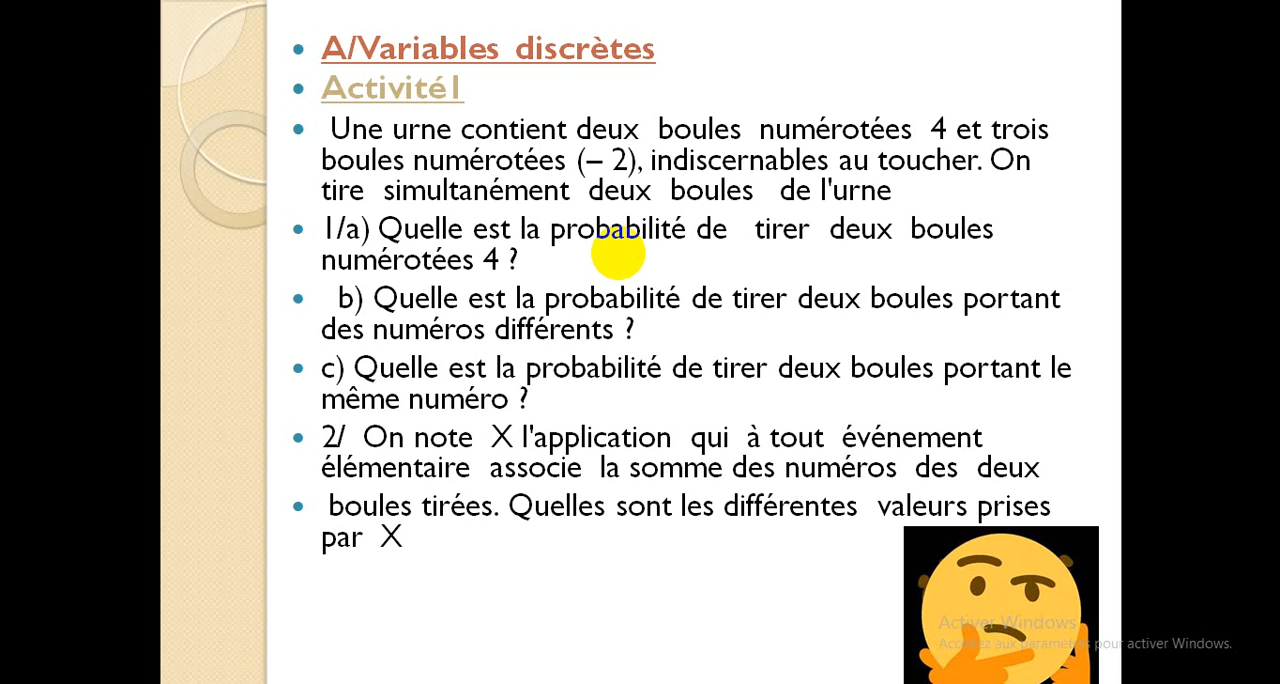 A/Variables discrètes
Activité1
Une urne contient deux boules numérotées 4 et trois
boules numérotées (– 2), indiscernables au toucher. On
tire simultanément deux boules de l'urne
1/a) Quelle est la probabilité de tirer deux boules
numérotées 4 ?
b) Quelle est la probabilité de tirer deux boules portant
des numéros différents ?
c) Quelle est la probabilité de tirer deux boules portant le
même numéro ?
2/ On note X l'application qui à tout événement
élémentaire associe la somme des numéros des deux
boules tirées. Quelles sont les différentes valeurs prises
par X
Activer Windows
Accédez aux paramètres pour activer Windows.